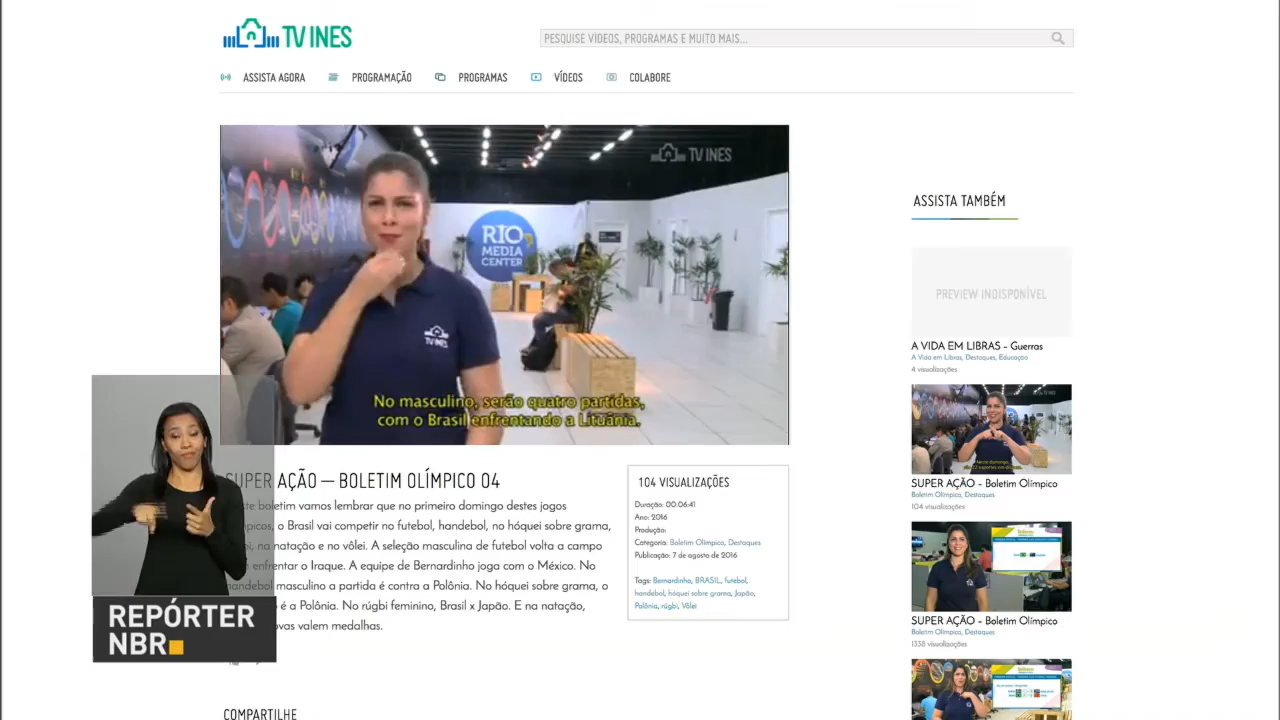 TV INES
PESQUISE VÍDEOS, PROGRAMAS E MUITO MAIS...
ASSISTA AGORA
PROGRAMAÇÃO
PROGRAMAS
VÍDEOS
COLABORE
TV INES
RIO
MEDIA
CENTER
TV INES
No masculino, serão quatro partidas,
com o Brasil enfrentando a Lituânia.
SUPER AÇÃO – BOLETIM OLÍMPICO 04
boletim vamos lembrar que no primeiro domingo destes jogos
o Brasil vai competir no futebol, handebol, no hóquei sobre grama,
na natação e no vôlei. A seleção masculina de futebol volta a campo
enfrentar o Iraque. A equipe de Bernardinho joga com o México. No
handebol masculino a partida é contra a Polônia. No hóquei sobre grama, o
é a Polônia. No rúgbi feminino, Brasil x Japão. E na natação,
valem medalhas.
COMPARTILHE
104 VISUALIZAÇÕES
Duração: 00:06:41
Ano: 2016
Produção:
Categoria: Boletim Olímpico, Destaques
Publicação: 7 de agosto de 2016
Tags: Bernardinho, BRASIL, futebol,
handebol, hóquei sobre grama, Japão,
Polônia, rúgbi, Vôlei
ASSISTA TAMBÉM
PREVIEW INDISPONÍVEL
A VIDA EM LIBRAS – Guerras
A Vida em Libras, Destaques, Educação
4 visualizações
SUPER AÇÃO – Boletim Olímpico
Boletim Olímpico, Destaques
104 visualizações
SUPER AÇÃO – Boletim Olímpico
Boletim Olímpico, Destaques
1338 visualizações
REPÓRTER
NBR